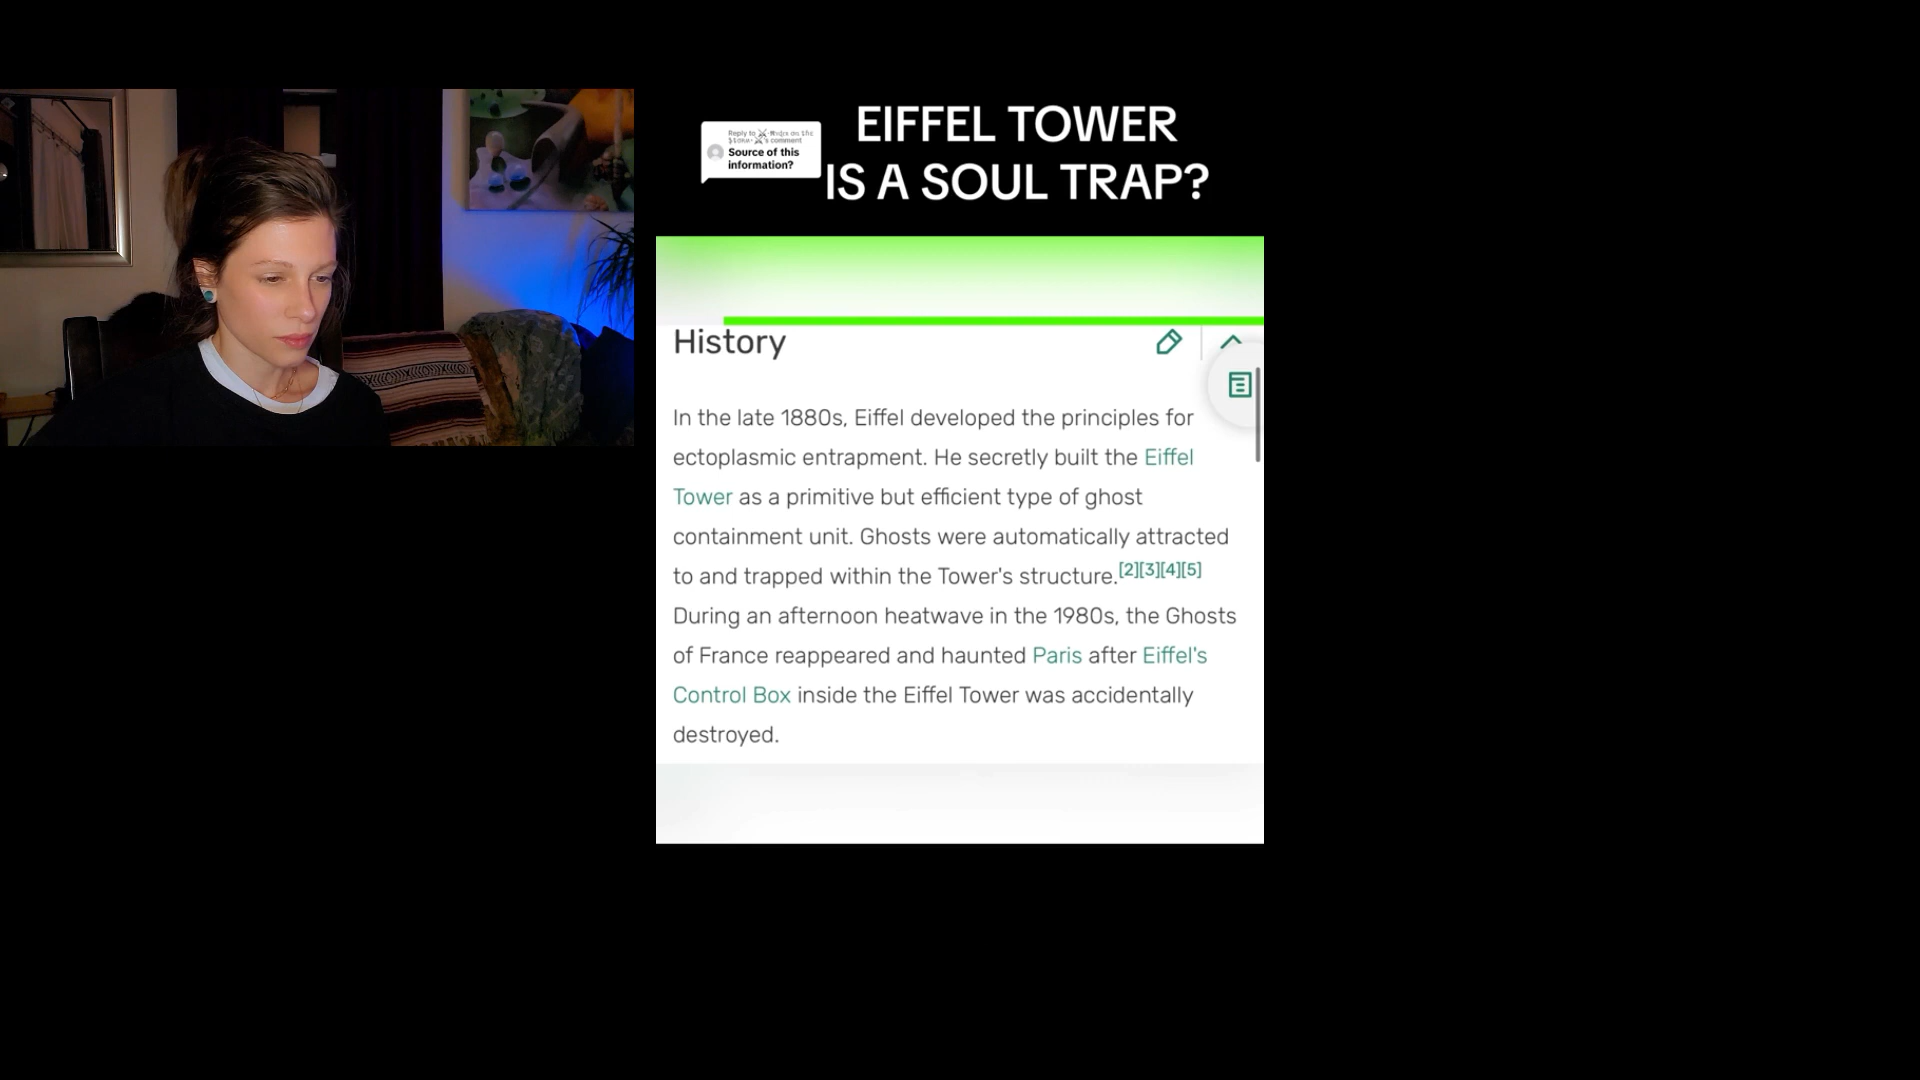 Reply to
's comment
Source of this
information?
EIFFEL TOWER
IS A SOUL TRAP?
History
In the late 1880s, Eiffel developed the principles for
ectoplasmic entrapment. He secretly built the Eiffel
Tower as a primitive but efficient type of ghost
containment unit. Ghosts were automatically attracted
to and trapped within the Tower's structure.[2][3][4][5]
During an afternoon heatwave in the 1980s, the Ghosts
of France reappeared and haunted Paris after Eiffel's
Control Box inside the Eiffel Tower was accidentally
destroyed.